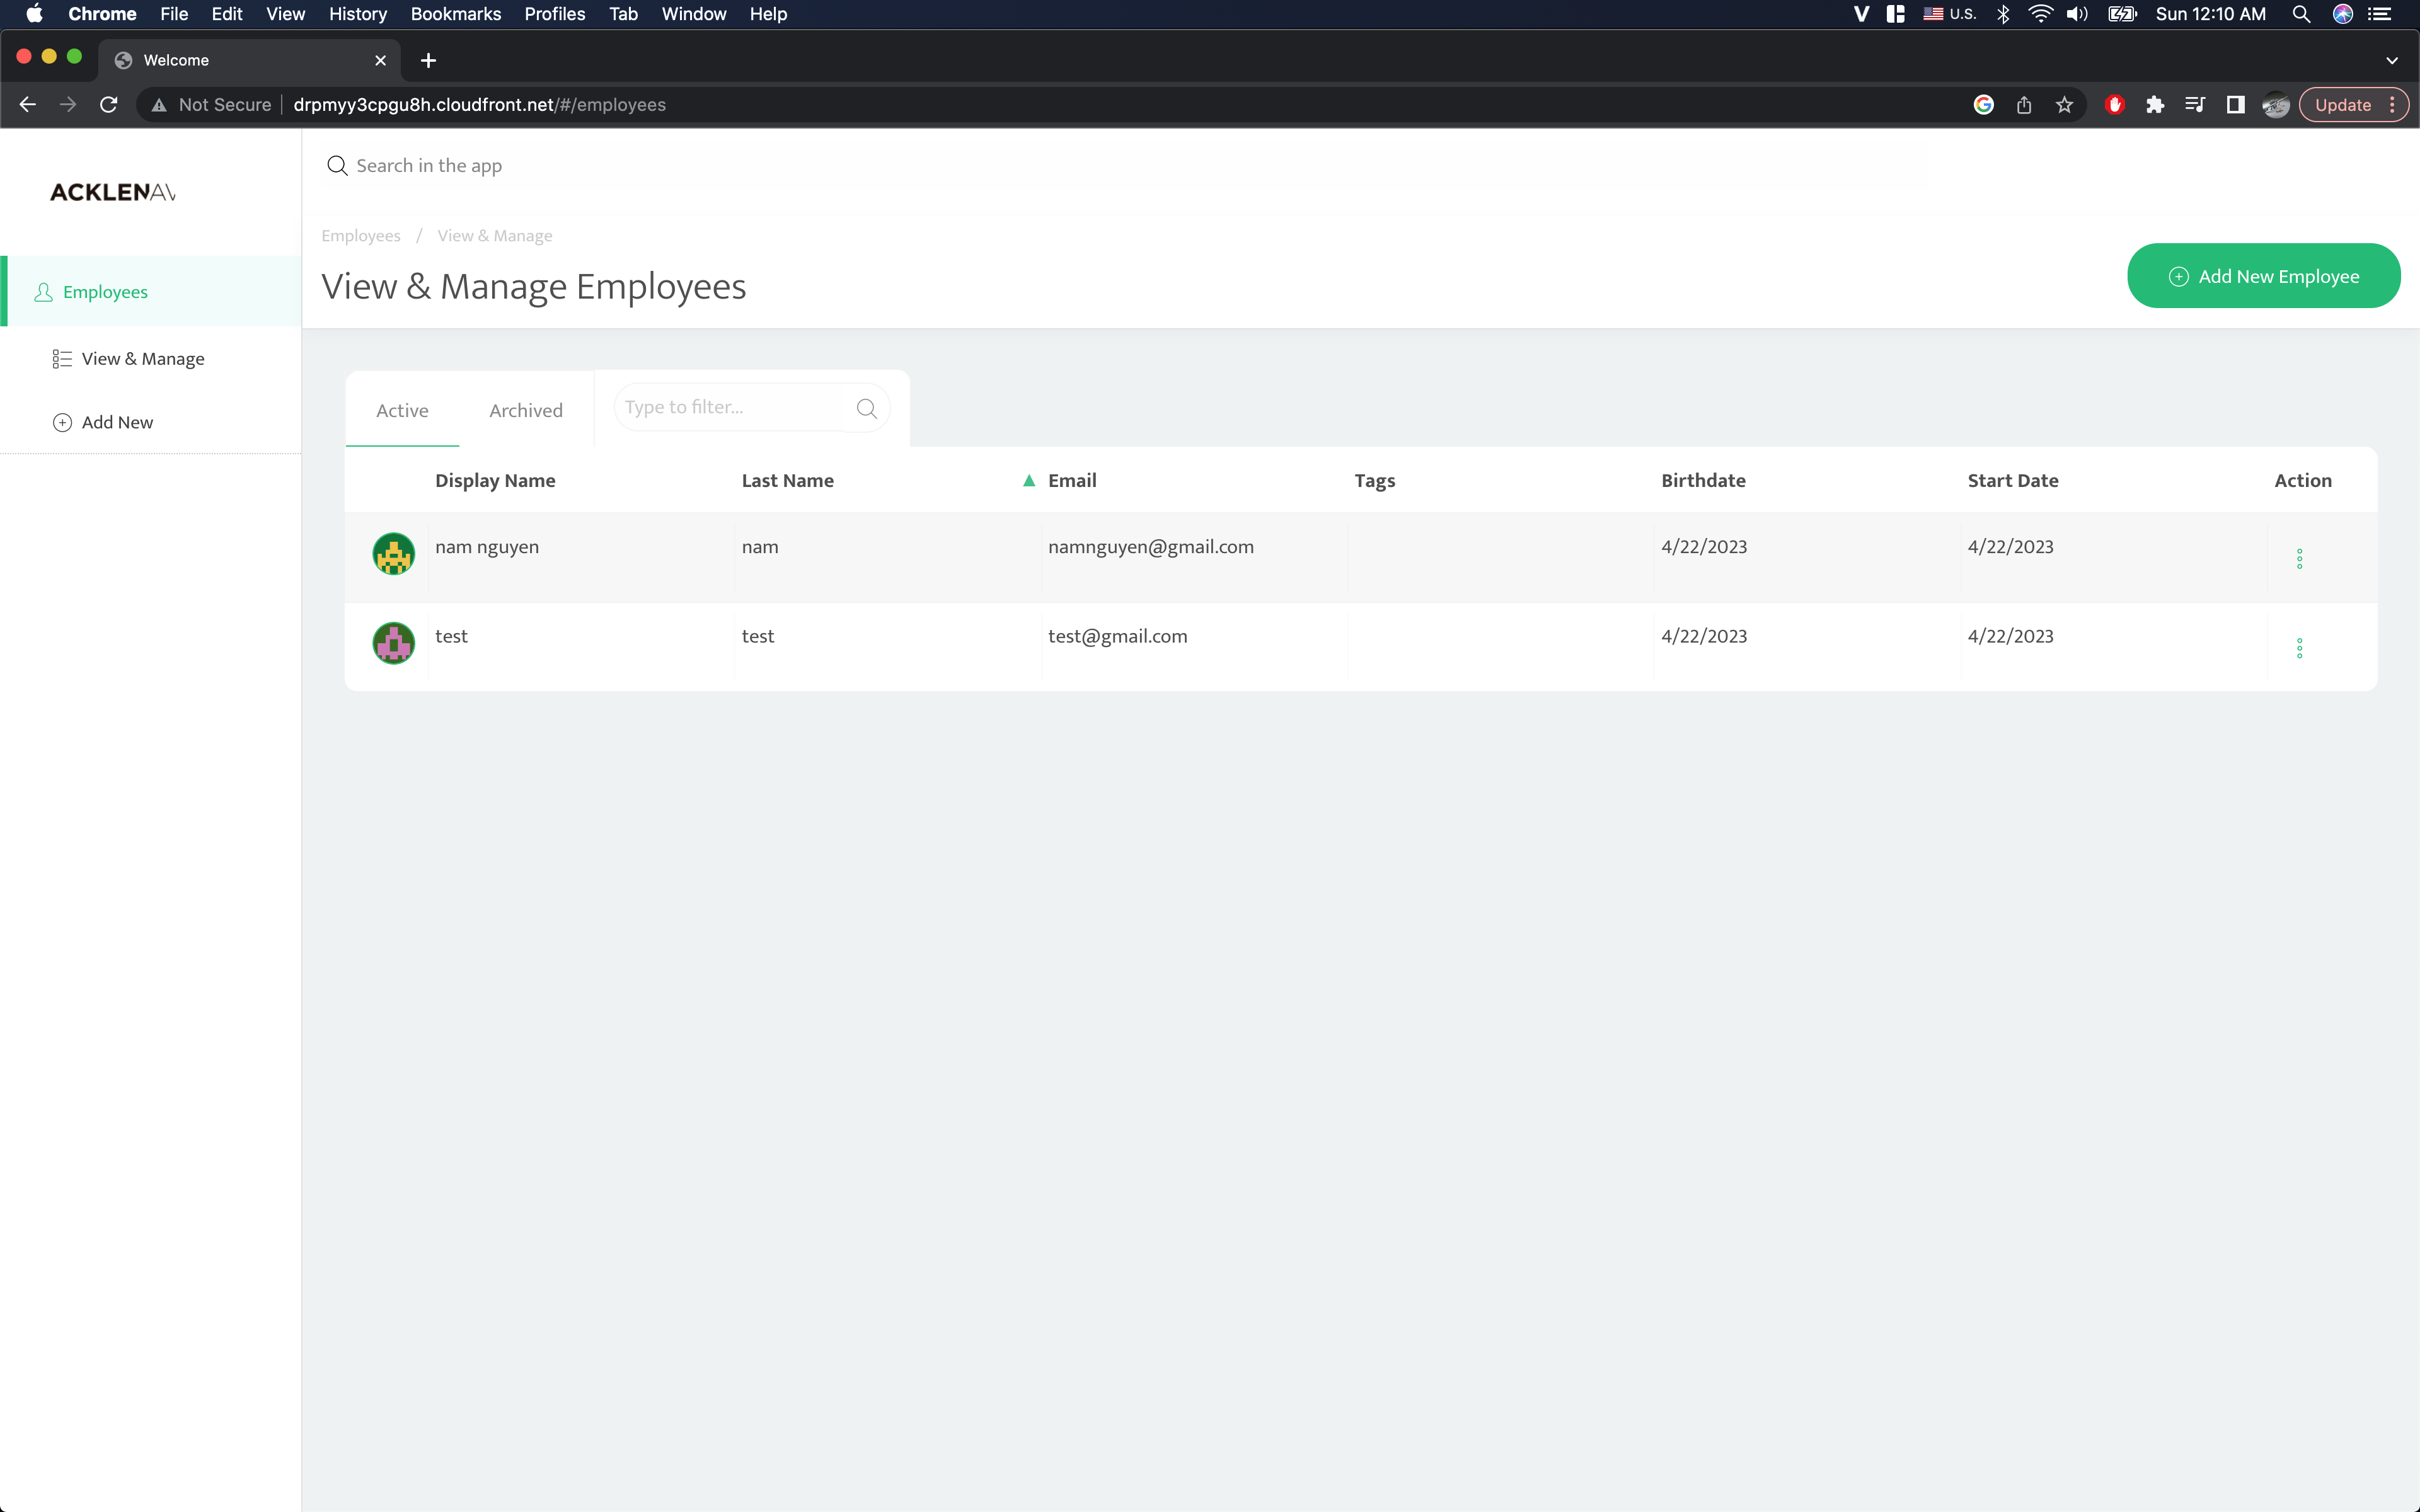 Chrome File Edit View History Bookmarks Profiles Tab Window Help U.S. Sun 12:10 AM
Welcome
Not Secure drpmyy3cpgu8h.cloudfront.net/#/employees Update
ACKLENAV
Search in the app
Employees / View & Manage
View & Manage Employees
Add New Employee
Employees
View & Manage
Add New
Active Archived Type to filter...
Display Name Last Name ▲ Email Tags Birthdate Start Date Action
nam nguyen nam namnguyen@gmail.com 4/22/2023 4/22/2023
test test test@gmail.com 4/22/2023 4/22/2023